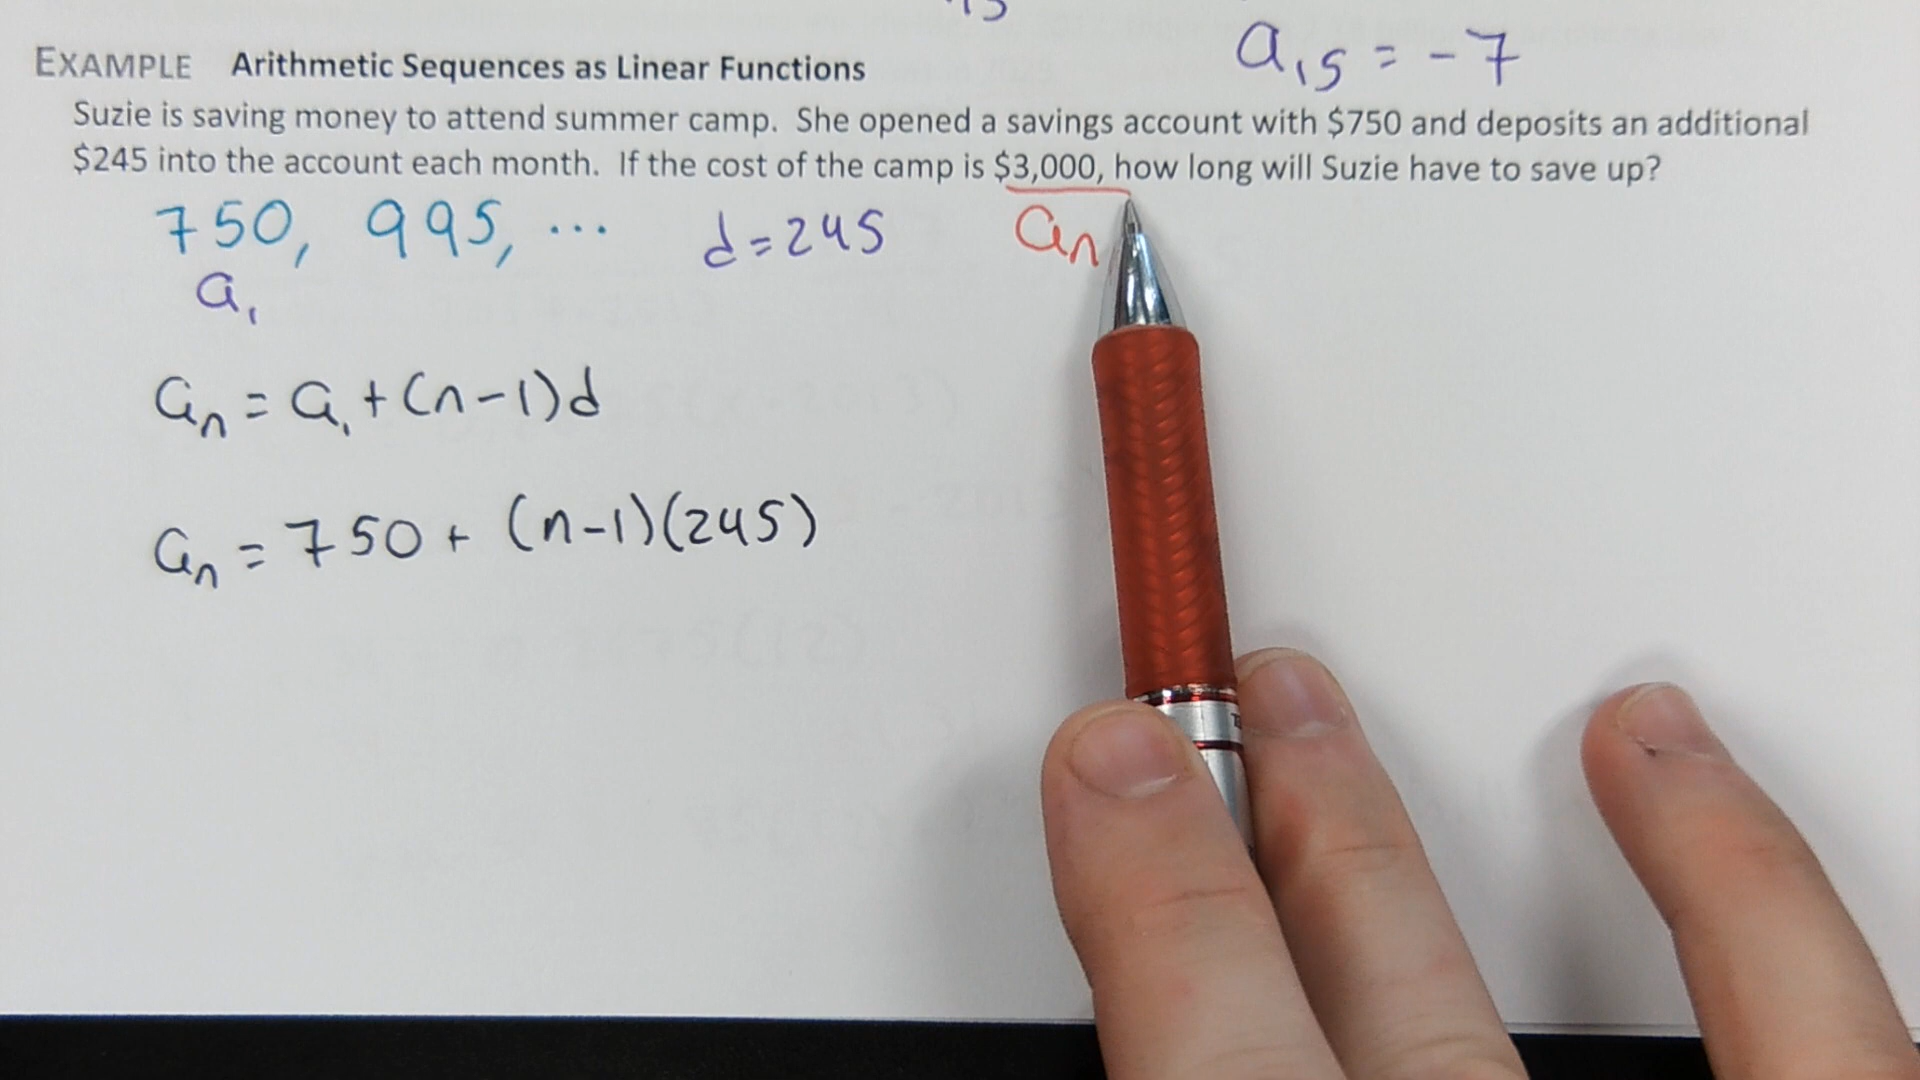 a₁₅ = -7
EXAMPLE Arithmetic Sequences as Linear Functions
Suzie is saving money to attend summer camp. She opened a savings account with $750 and deposits an additional
$245 into the account each month. If the cost of the camp is $3,000, how long will Suzie have to save up?
750, 995, ... d=245 aₙ
a₁
aₙ = a₁ + (n-1)d
aₙ = 750 + (n-1)(245)